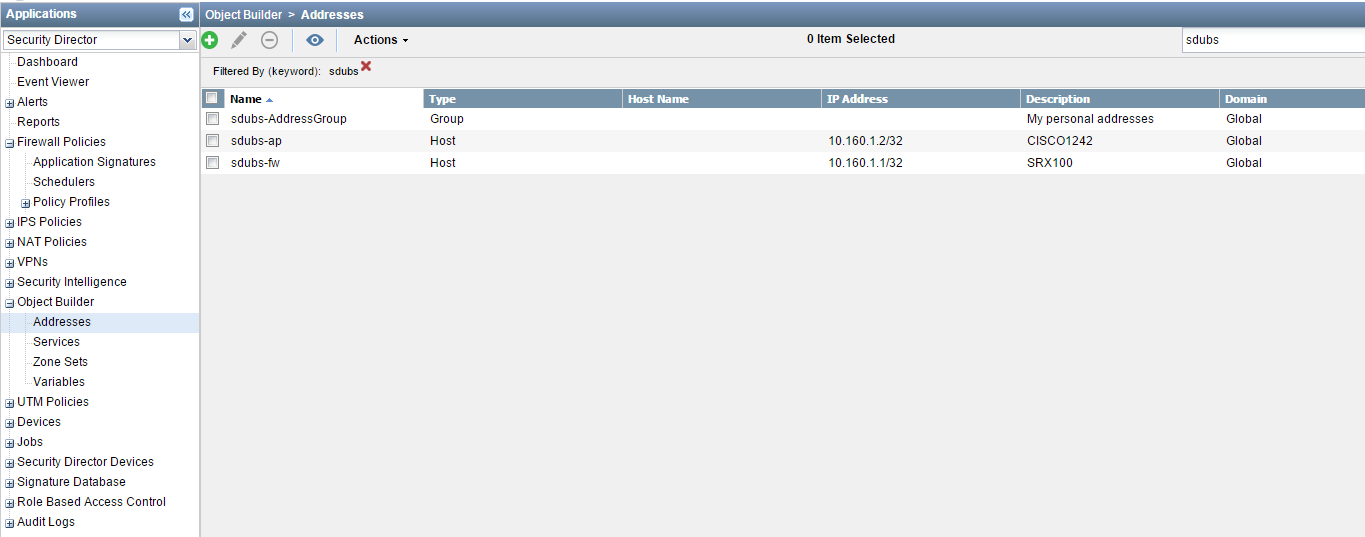 Applications
Object Builder > Addresses
Security Director
Actions
0 Item Selected
sdubs
Filtered By (keyword): sdubs
Name Type Host Name IP Address Description Domain
sdubs-AddressGroup Group My personal addresses Global
sdubs-ap Host 10.160.1.2/32 CISCO1242 Global
sdubs-fw Host 10.160.1.1/32 SRX100 Global
Dashboard
Event Viewer
Alerts
Reports
Firewall Policies
Application Signatures
Schedulers
Policy Profiles
IPS Policies
NAT Policies
VPNs
Security Intelligence
Object Builder
Addresses
Services
Zone Sets
Variables
UTM Policies
Devices
Jobs
Security Director Devices
Signature Database
Role Based Access Control
Audit Logs